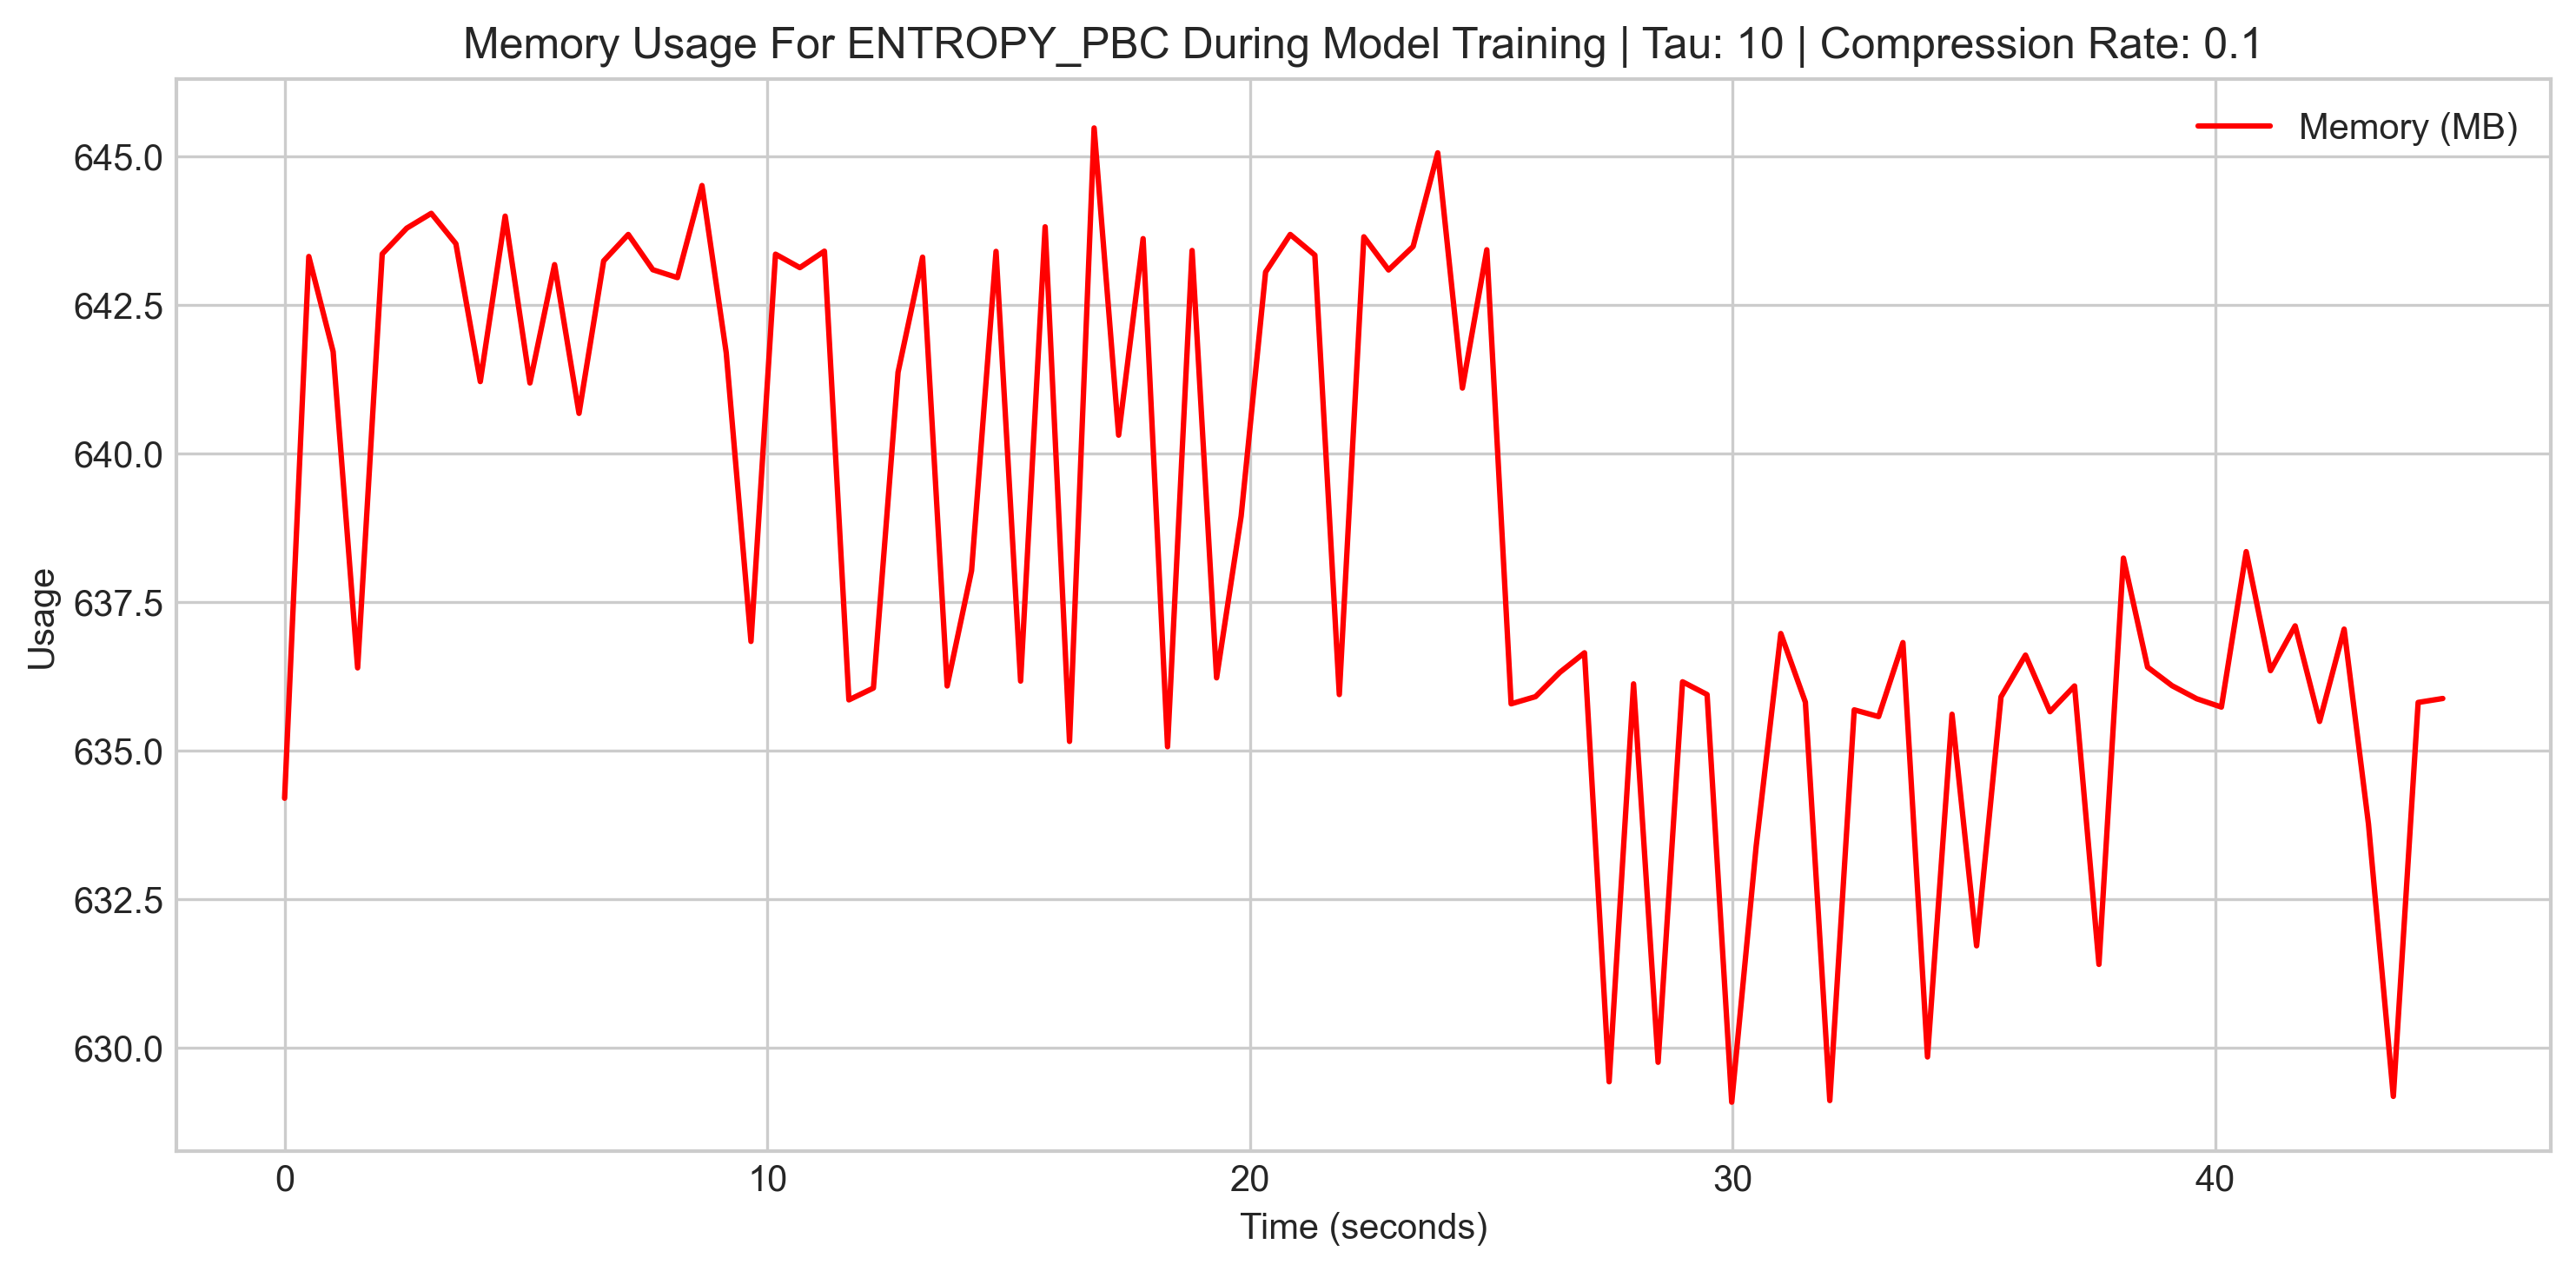 Memory Usage For ENTROPY_PBC During Model Training | Tau: 10 | Compression Rate: 0.1
Memory (MB)
645.0
642.5
640.0
637.5
635.0
632.5
630.0
Usage
0 10 20 30 40
Time (seconds)